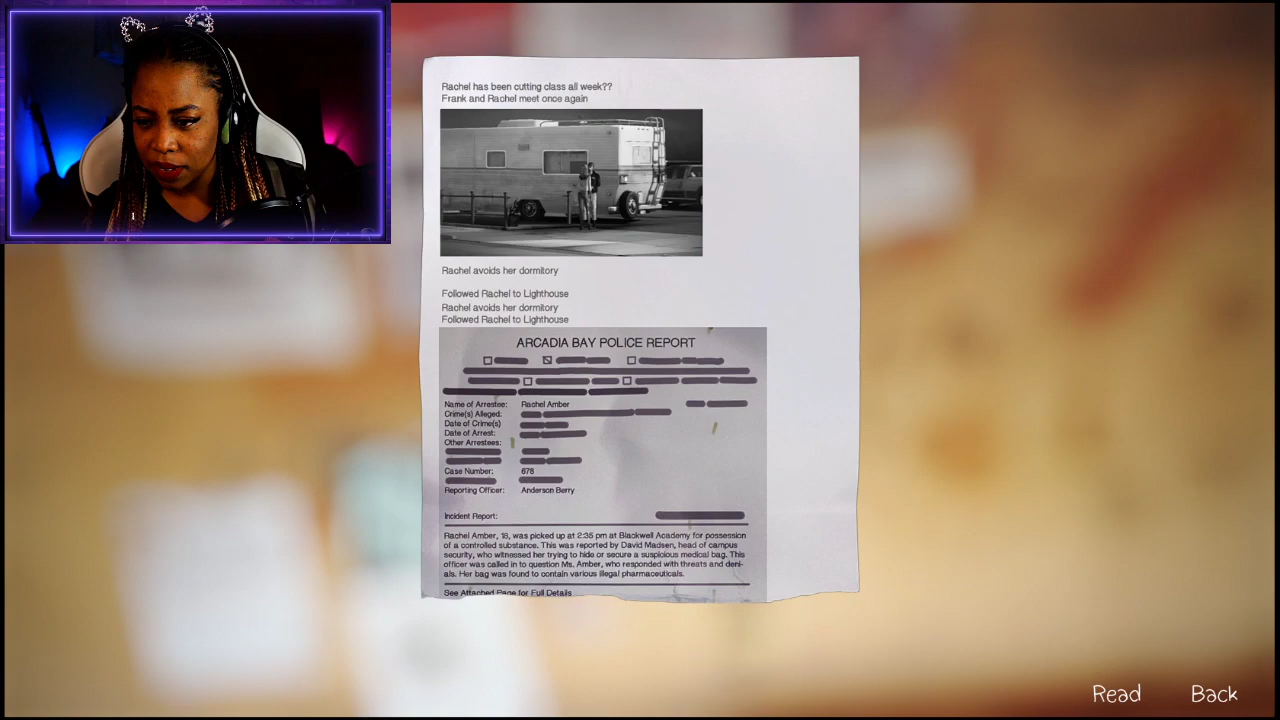 Rachel has been cutting class all week??
Frank and Rachel meet once again
Rachel avoids her dormitory
Followed Rachel to Lighthouse
Rachel avoids her dormitory
Followed Rachel to Lighthouse
ARCADIA BAY POLICE REPORT
Name of Arrestee: Rachel Amber
Crime(s) Alleged:
Date of Crime(s)
Date of Arrest:
Other Arrestees:
Case Number: 678
Reporting Officer: Anderson Berry
Incident Report:
Rachel Amber, 18, was picked up at 2:35 pm at Blackwell Academy for possession
of a controlled substance. This was reported by David Madsen, head of campus
security, who witnessed her trying to hide or secure a suspicious medical bag. This
officer was called in to question Ms. Amber, who responded with threats and deni-
als. Her bag was found to contain various illegal pharmaceuticals.
See Attached Page for Full Details
Read Back